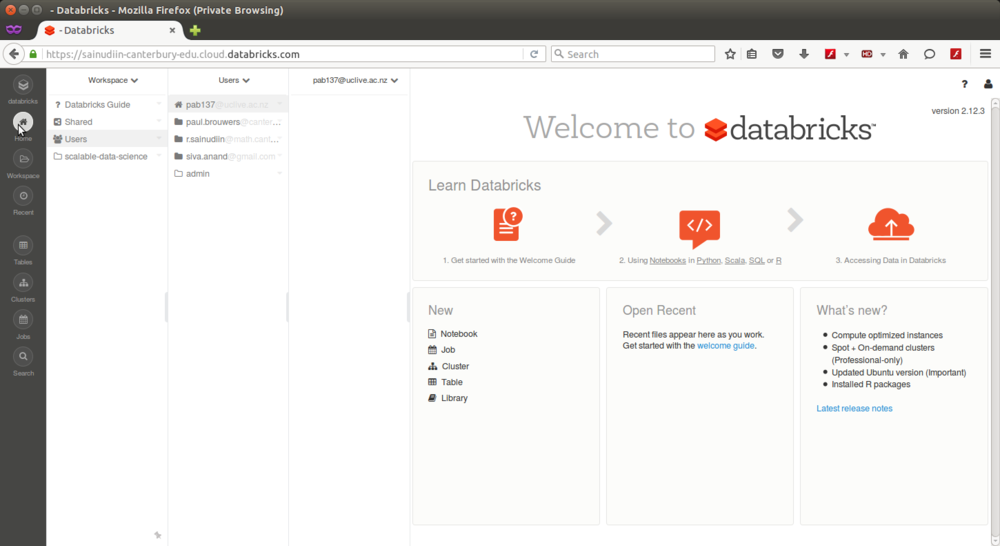 - Databricks - Mozilla Firefox (Private Browsing)
- Databricks
https://sainudiin-canterbury-edu.cloud.databricks.com
Search
databricks
Home
Workspace
Recent
Tables
Clusters
Jobs
Search
Workspace
Databricks Guide
Shared
Users
scalable-data-science
Users
pab137@uclive.ac.nz
paul.brouwers@canter...
r.sainudiin@math.cant...
siva.anand@gmail.com
admin
pab137@uclive.ac.nz
?
version 2.12.3
Welcome to databricks™
Learn Databricks
1. Get started with the Welcome Guide
2. Using Notebooks in Python, Scala, SQL or R
3. Accessing Data in Databricks
New
Notebook
Job
Cluster
Table
Library
Open Recent
Recent files appear here as you work.
Get started with the welcome guide.
What's new?
Compute optimized instances
Spot + On-demand clusters
(Professional-only)
Updated Ubuntu version (Important)
Installed R packages
Latest release notes